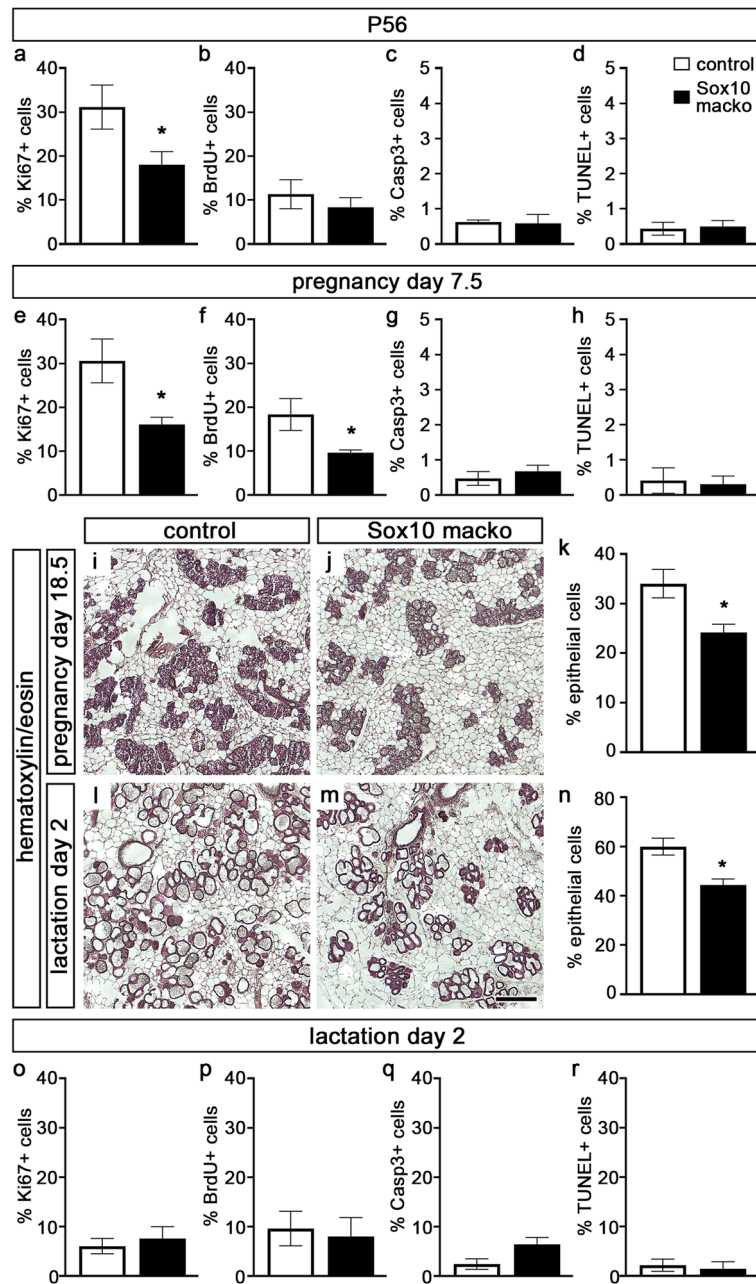 P56
a
b
c
d
control
Sox10
macko
% Ki67+ cells
40
30
20
10
0
*
% BrdU+ cells
40
30
20
10
0
% Casp3+ cells
5
4
3
2
1
0
% TUNEL+ cells
5
4
3
2
1
0
pregnancy day 7.5
e
f
g
h
% Ki67+ cells
40
30
20
10
0
*
% BrdU+ cells
40
30
20
10
0
*
% Casp3+ cells
5
4
3
2
1
0
% TUNEL+ cells
5
4
3
2
1
0
control
Sox10 macko
hematoxylin/eosin
pregnancy day 18.5
i
j
k
% epithelial cells
40
30
20
10
0
*
lactation day 2
l
m
n
% epithelial cells
80
60
40
20
0
*
lactation day 2
o
p
q
r
% Ki67+ cells
40
30
20
10
0
% BrdU+ cells
40
30
20
10
0
% Casp3+ cells
40
30
20
10
0
% TUNEL+ cells
40
30
20
10
0